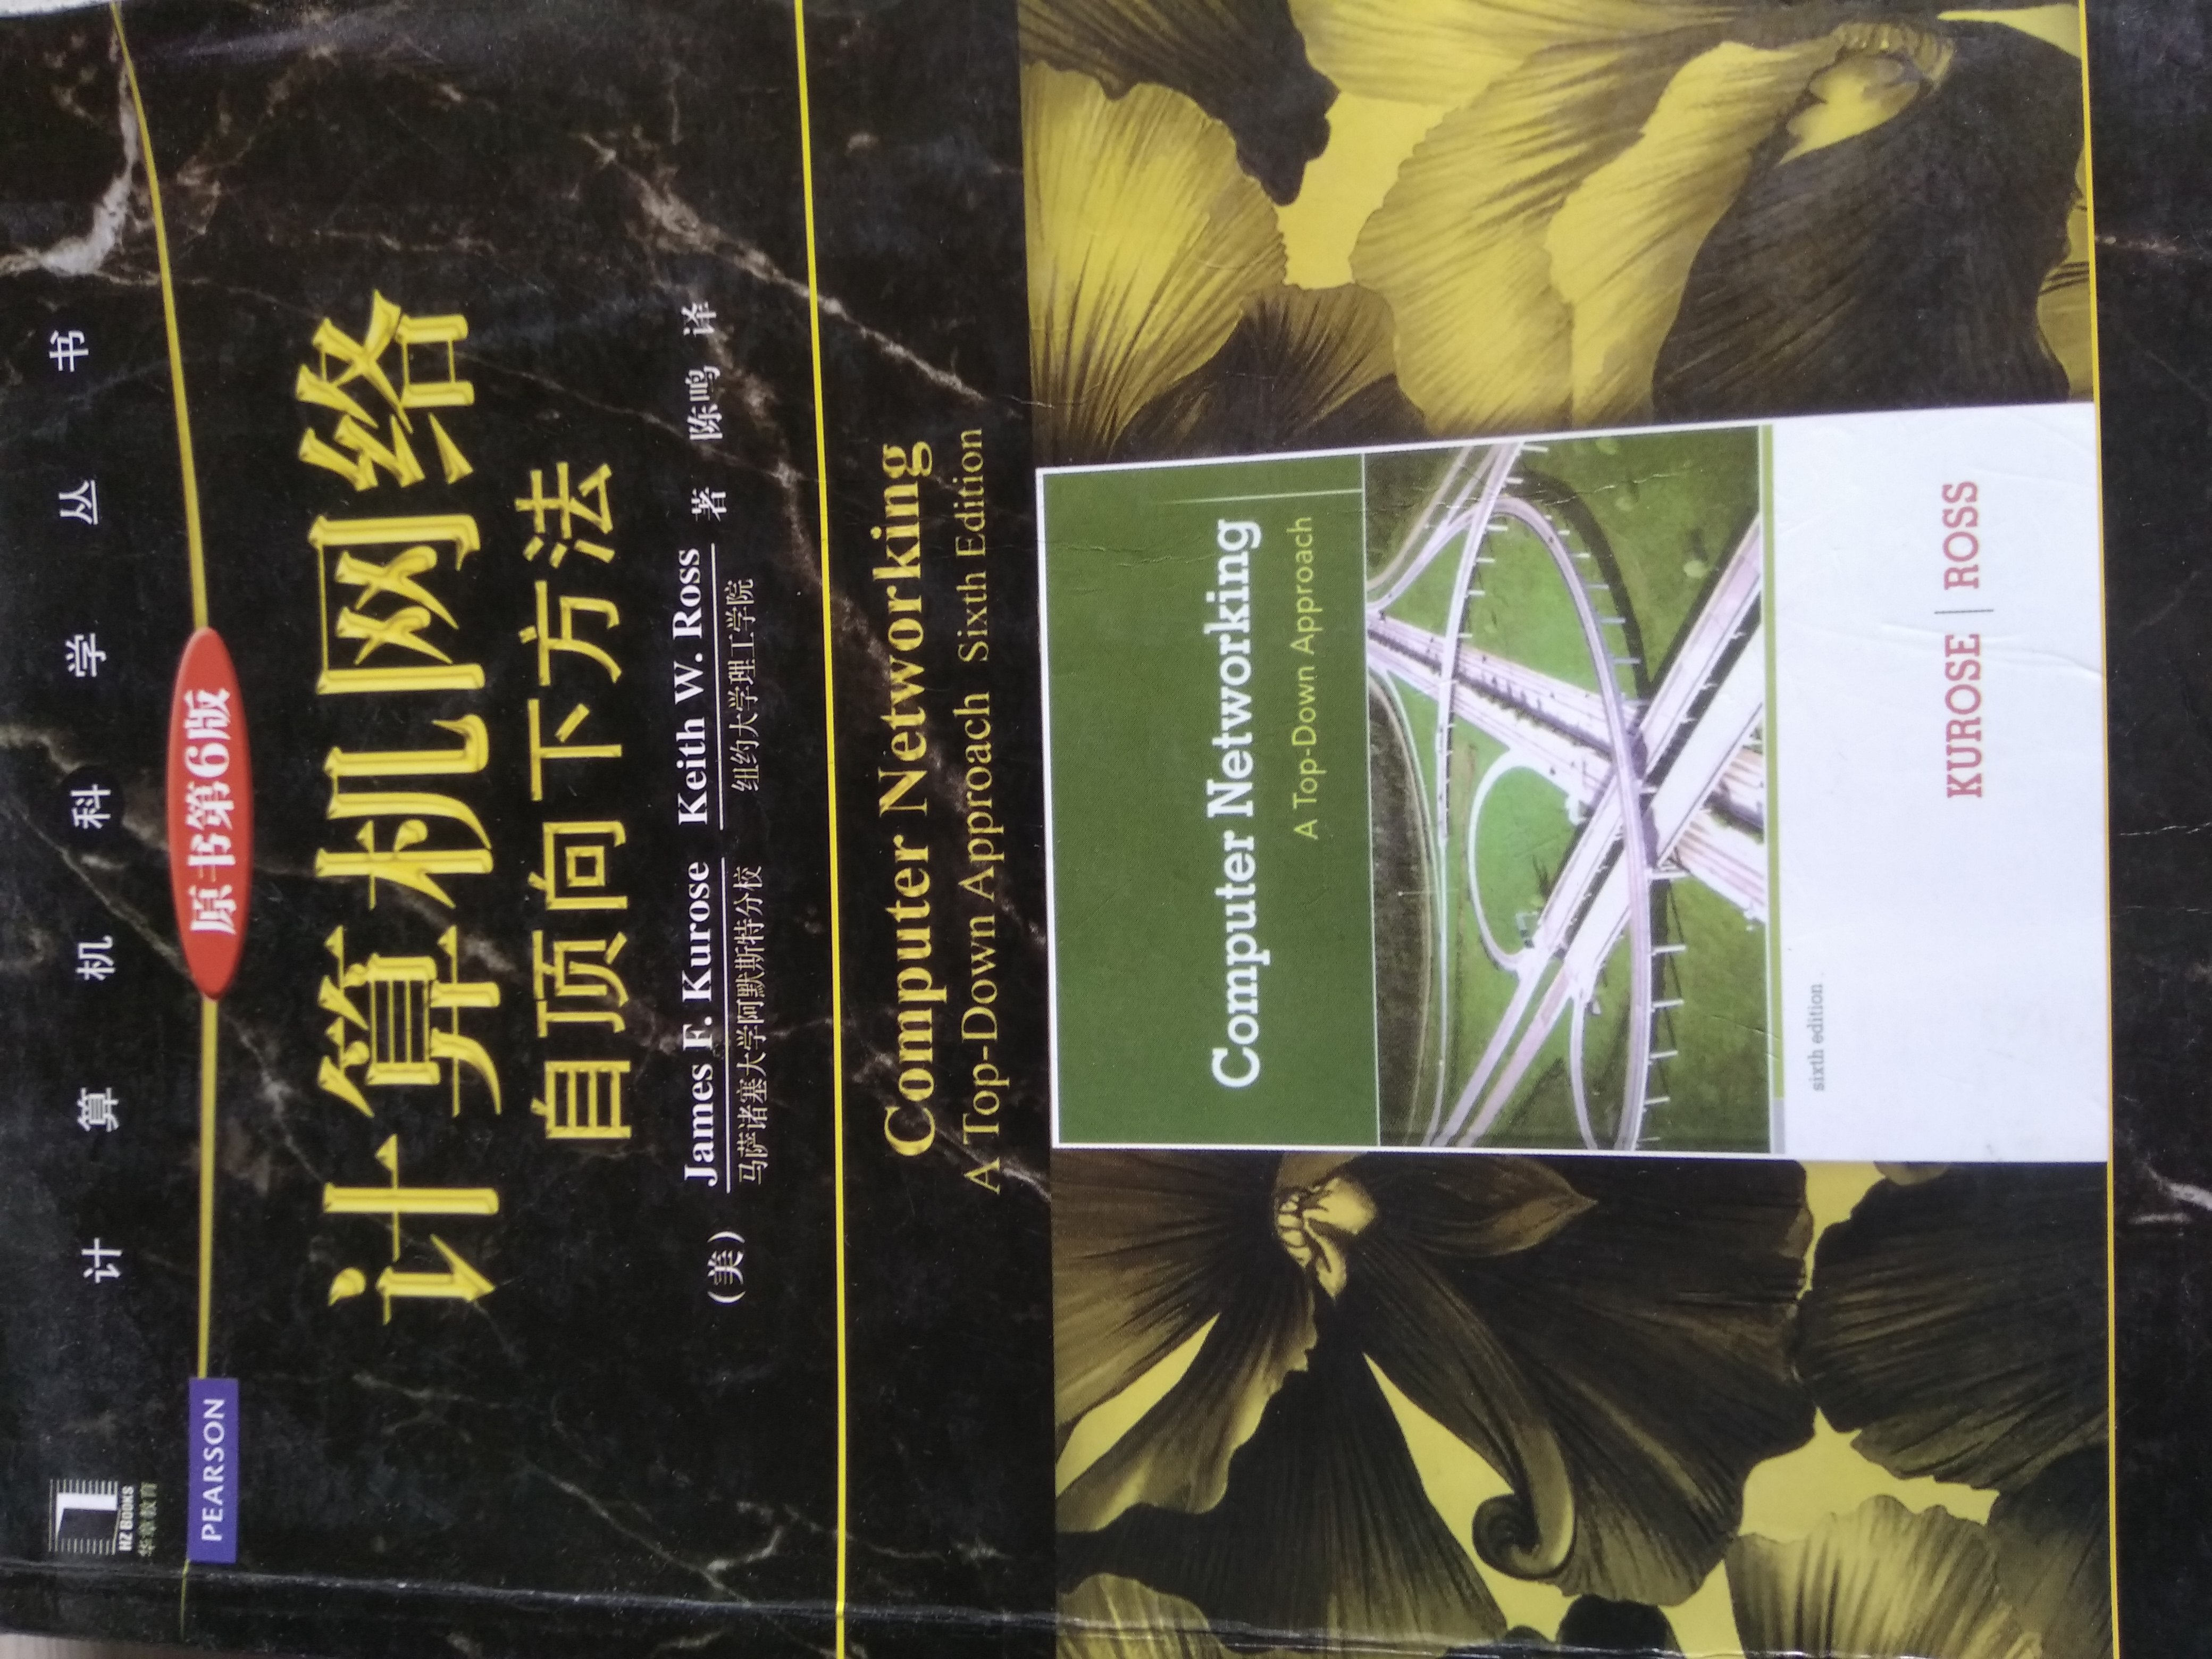 HZ BOOKS
华章教育
计 算 机 科 学 丛 书
PEARSON
原书第6版
计算机网络
自顶向下方法
(美) James F. Kurose Keith W. Ross 著 陈鸣 译
马萨诸塞大学阿默斯特分校 纽约大学理工学院
Computer Networking
A Top-Down Approach Sixth Edition
Computer Networking
A Top-Down Approach
sixth edition
KUROSE | ROSS